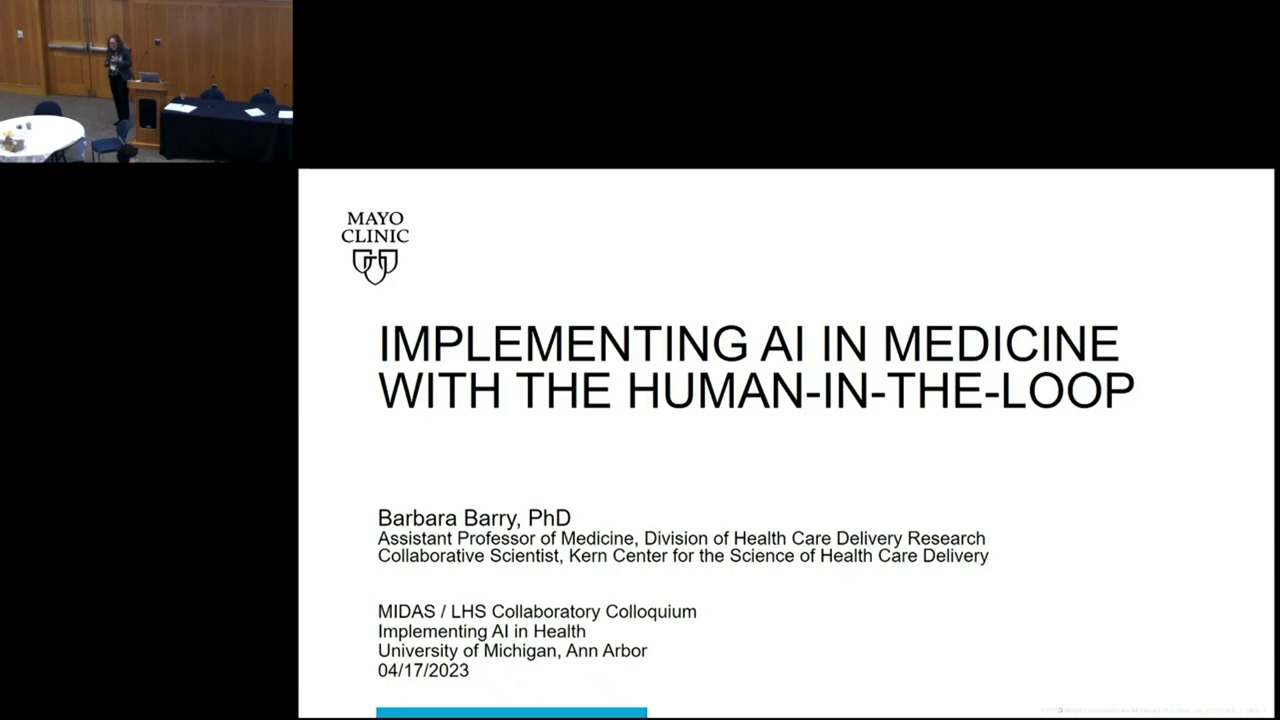 MAYO
CLINIC
IMPLEMENTING AI IN MEDICINE
WITH THE HUMAN-IN-THE-LOOP
Barbara Barry, PhD
Assistant Professor of Medicine, Division of Health Care Delivery Research
Collaborative Scientist, Kern Center for the Science of Health Care Delivery
MIDAS / LHS Collaboratory Colloquium
Implementing AI in Health
University of Michigan, Ann Arbor
04/17/2023